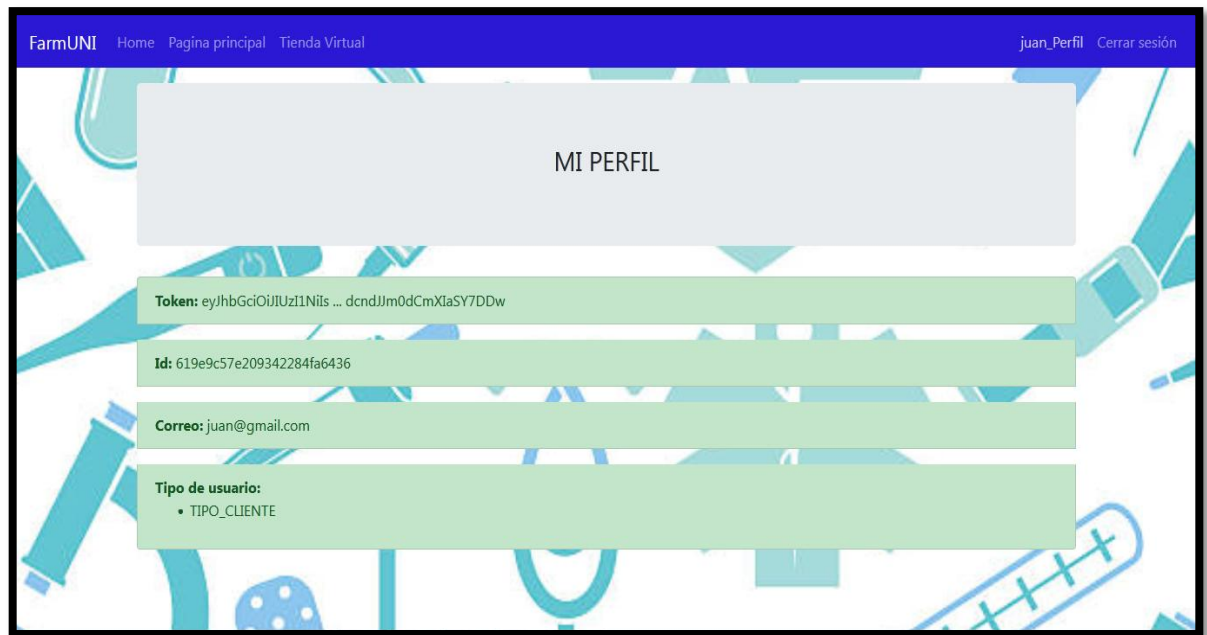 FarmUNI Home Pagina principal Tienda Virtual juan_Perfil Cerrar sesión
MI PERFIL
Token: eyJhbGciOiJIUzI1NiIs ... dcndJJm0dCmXIaSY7DDw
Id: 619e9c57e209342284fa6436
Correo: juan@gmail.com
Tipo de usuario:
• TIPO_CLIENTE